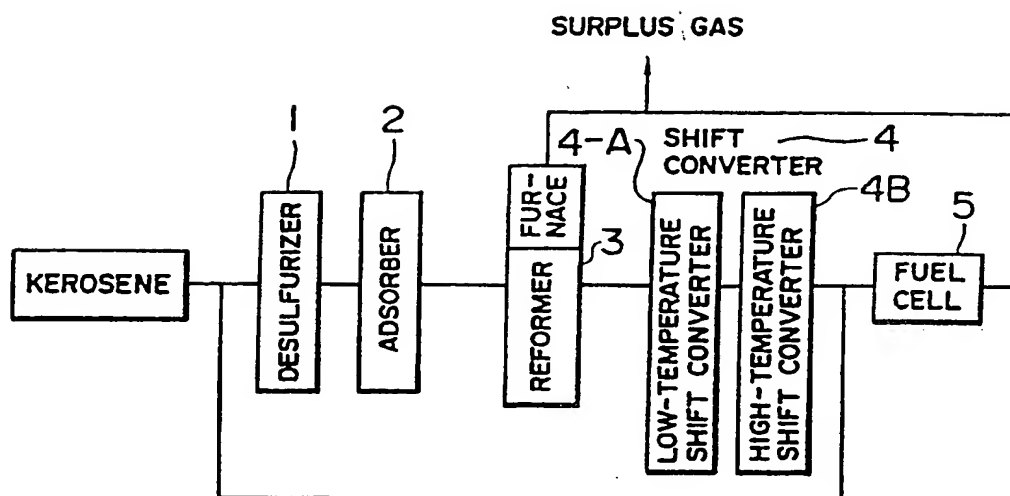 SURPLUS GAS
1
2
4-A
SHIFT
CONVERTER
4
4B
5
3
KEROSENE
DESULFURIZER
ADSORBER
FUR-
NACE
REFORMER
LOW-TEMPERATURE
SHIFT CONVERTER
HIGH-TEMPERATURE
SHIFT CONVERTER
FUEL
CELL